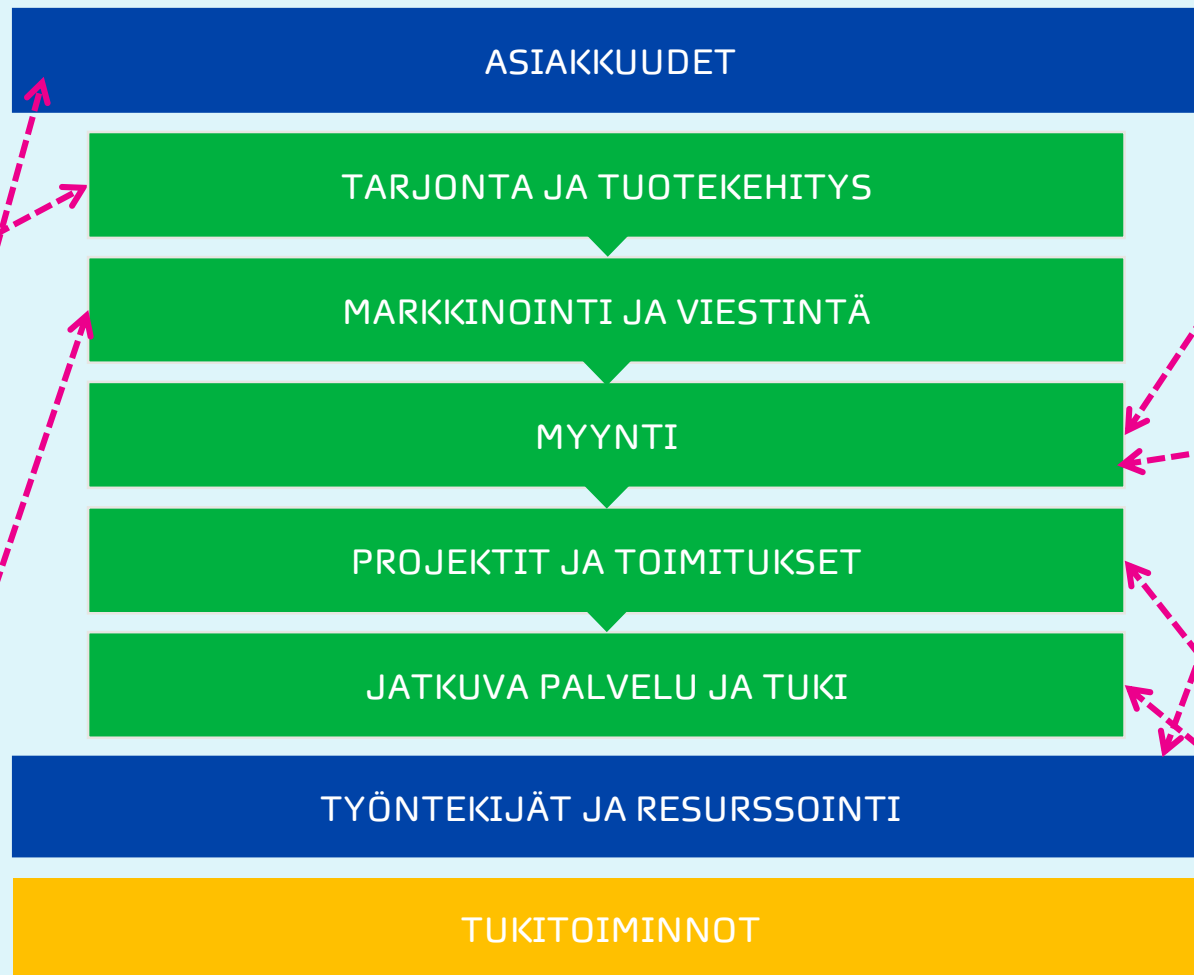 ASIAKKUUDET
TARJONTA JA TUOTEKEHITYS
MARKKINOINTI JA VIESTINTÄ
MYYNTI
PROJEKTIT JA TOIMITUKSET
JATKUVA PALVELU JA TUKI
TYÖNTEKIJÄT JA RESURSSOINTI
TUKITOIMINNOT